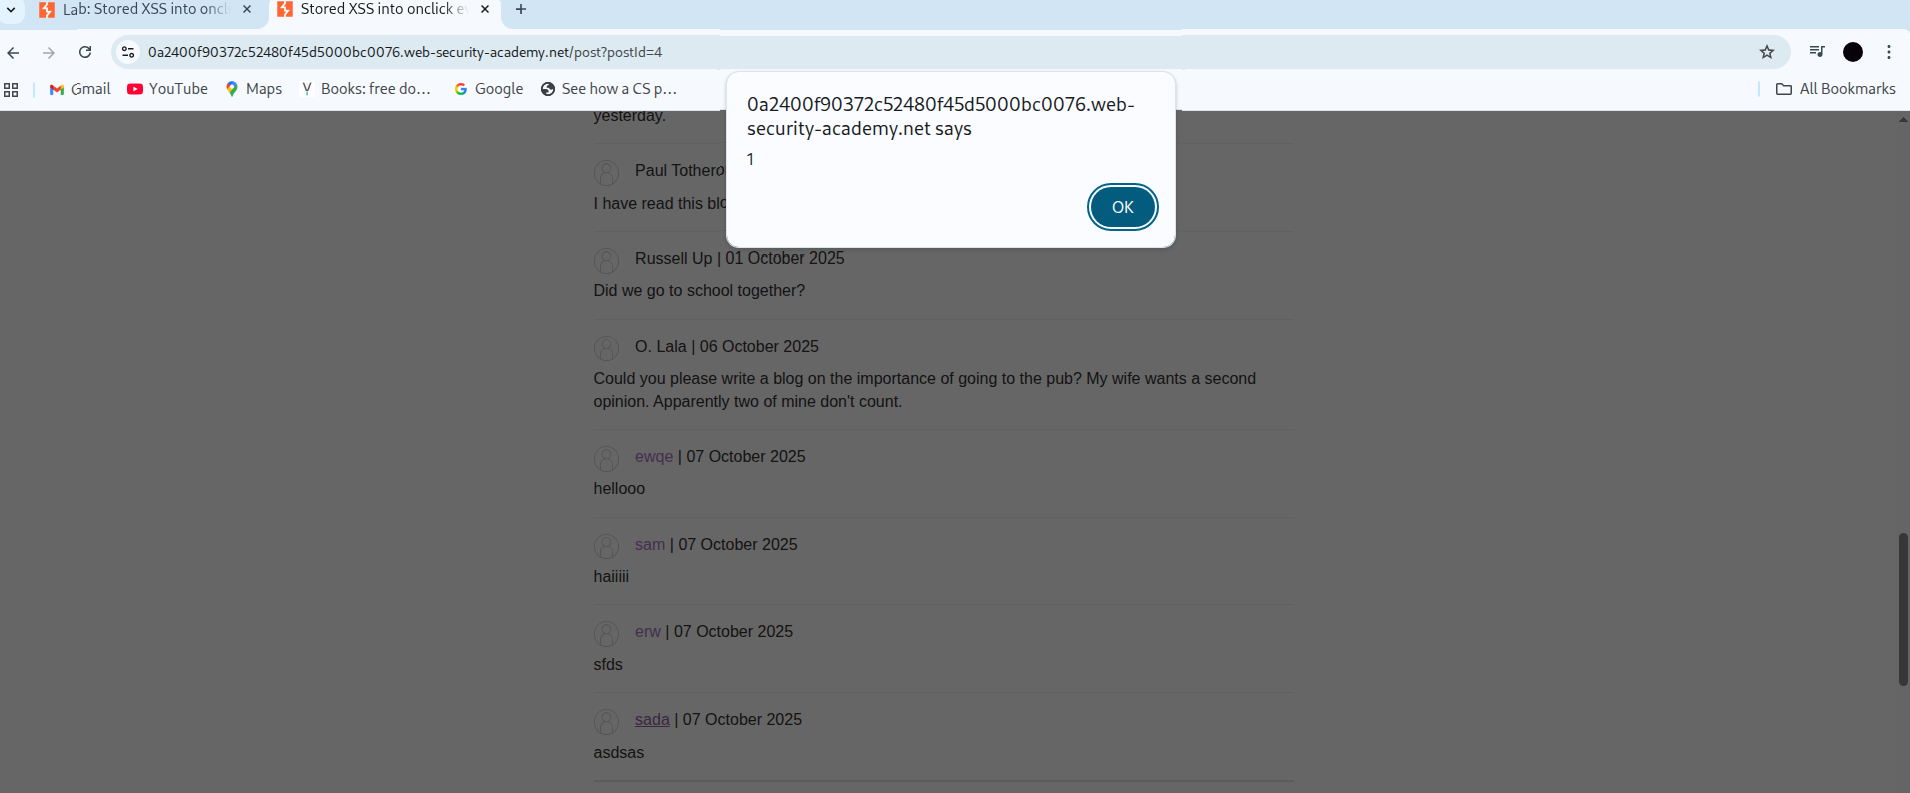 Lab: Stored XSS into oncl
Stored XSS into onclick e
0a2400f90372c52480f45d5000bc0076.web-security-academy.net/post?postId=4
Gmail YouTube Maps Books: free do... Google See how a CS p... All Bookmarks
0a2400f90372c52480f45d5000bc0076.web-
security-academy.net says
1
OK
yesterday.
Paul Tothero
I have read this blo
Russell Up | 01 October 2025
Did we go to school together?
O. Lala | 06 October 2025
Could you please write a blog on the importance of going to the pub? My wife wants a second
opinion. Apparently two of mine don't count.
ewqe | 07 October 2025
hellooo
sam | 07 October 2025
haiiiii
erw | 07 October 2025
sfds
sada | 07 October 2025
asdsas